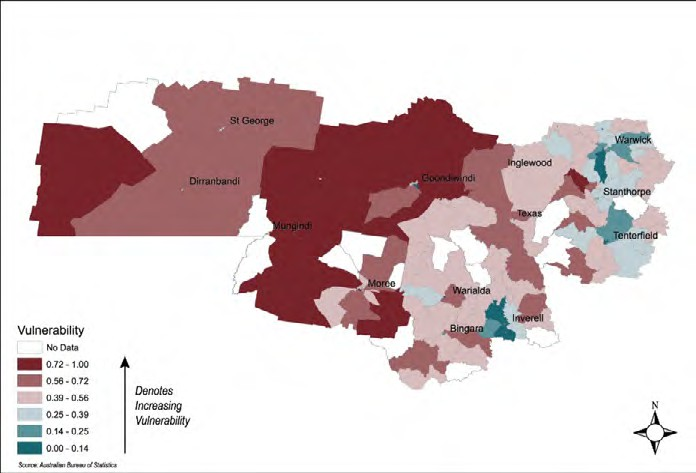 St George
Warwick
Goondiwindi
Inglewood
Dirranbandi
Stanthorpe
Texas
Mungindi
Tenterfield
Moree
Warialda
Inverell
Bingara
Vulnerability
No Data
0.72 - 1.00
0.56 - 0.72
0.39 - 0.56
0.25 - 0.39
0.14 - 0.25
0.00 - 0.14
Denotes
Increasing
Vulnerability
N
Source: Australian Bureau of Statistics